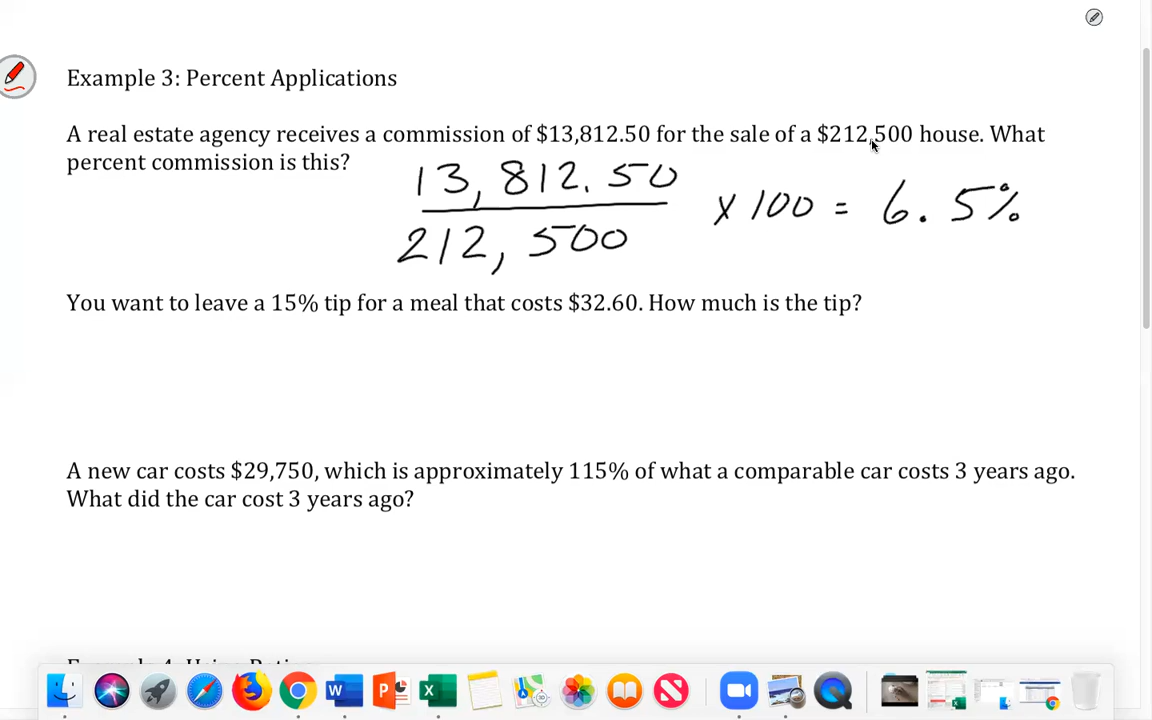 Example 3: Percent Applications
A real estate agency receives a commission of $13,812.50 for the sale of a $212,500 house. What
percent commission is this?
13,812.50
212,500
x 100 = 6.5%
You want to leave a 15% tip for a meal that costs $32.60. How much is the tip?
A new car costs $29,750, which is approximately 115% of what a comparable car costs 3 years ago.
What did the car cost 3 years ago?